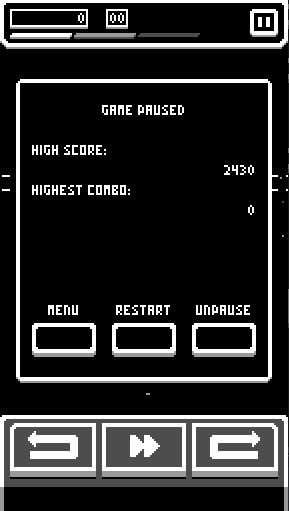 0 00
GAME PAUSED
HIGH SCORE:
2430
HIGHEST COMBO:
0
MENU RESTART UNPAUSE